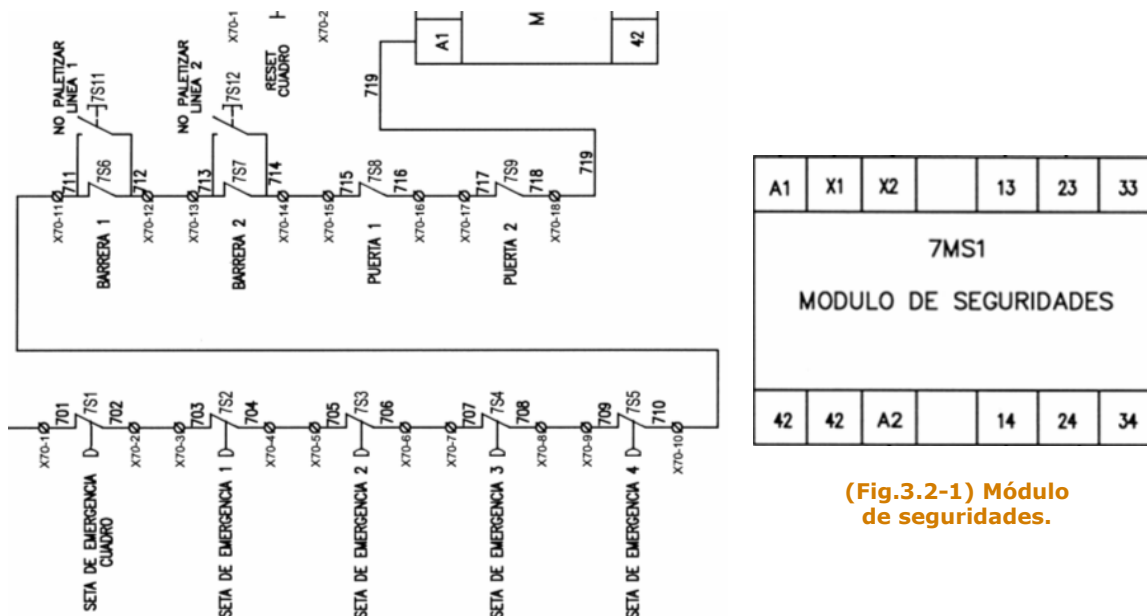 X70-1
X70-2
M
A1
42
NO PALETIZAR
LINEA 1
7S11
NO PALETIZAR
LINEA 2
7S12
RESET
CUADRO
719
711
7S6
712
713
7S7
714
715
7S8
716
717
7S9
718
719
X70-11
X70-12
X70-13
X70-14
X70-15
X70-16
X70-17
X70-18
BARRERA 1
BARRERA 2
PUERTA 1
PUERTA 2
701
7S1
702
703
7S2
704
705
7S3
706
707
7S4
708
709
7S5
710
X70-1
X70-2
X70-3
X70-4
X70-5
X70-6
X70-7
X70-8
X70-9
X70-10
SETA DE EMERGENCIA
CUADRO
SETA DE EMERGENCIA 1
SETA DE EMERGENCIA 2
SETA DE EMERGENCIA 3
SETA DE EMERGENCIA 4
A1 X1 X2 13 23 33
7MS1
MODULO DE SEGURIDADES
42 42 A2 14 24 34
(Fig.3.2-1) Módulo
de seguridades.